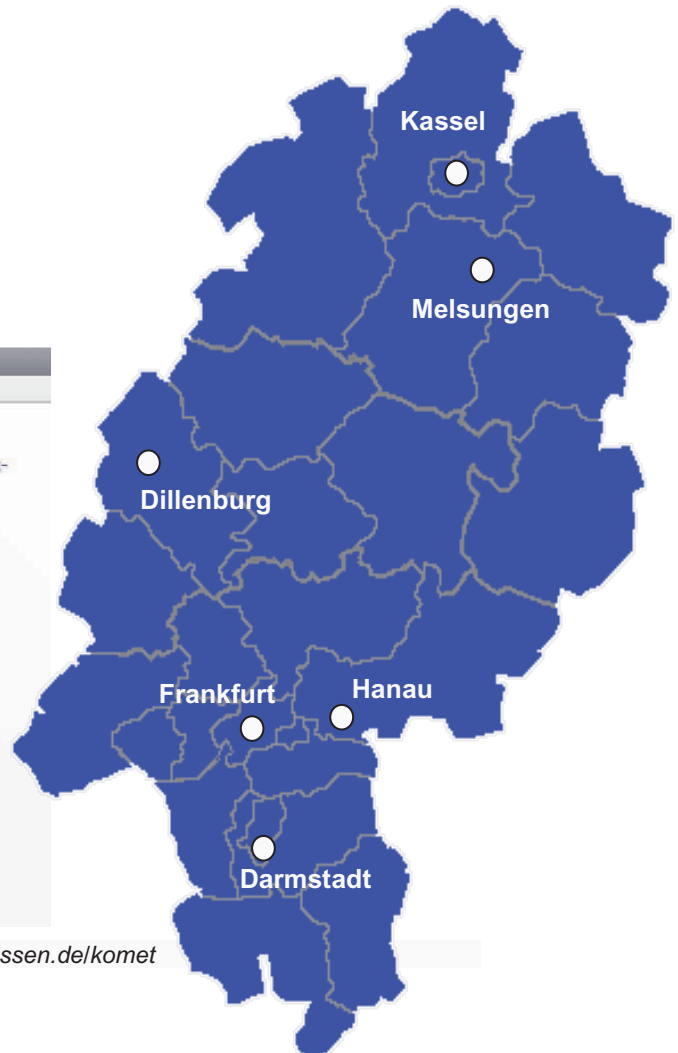 Kassel
Melsungen
Dillenburg
Frankfurt
Hanau
Darmstadt
ssen.de/komet